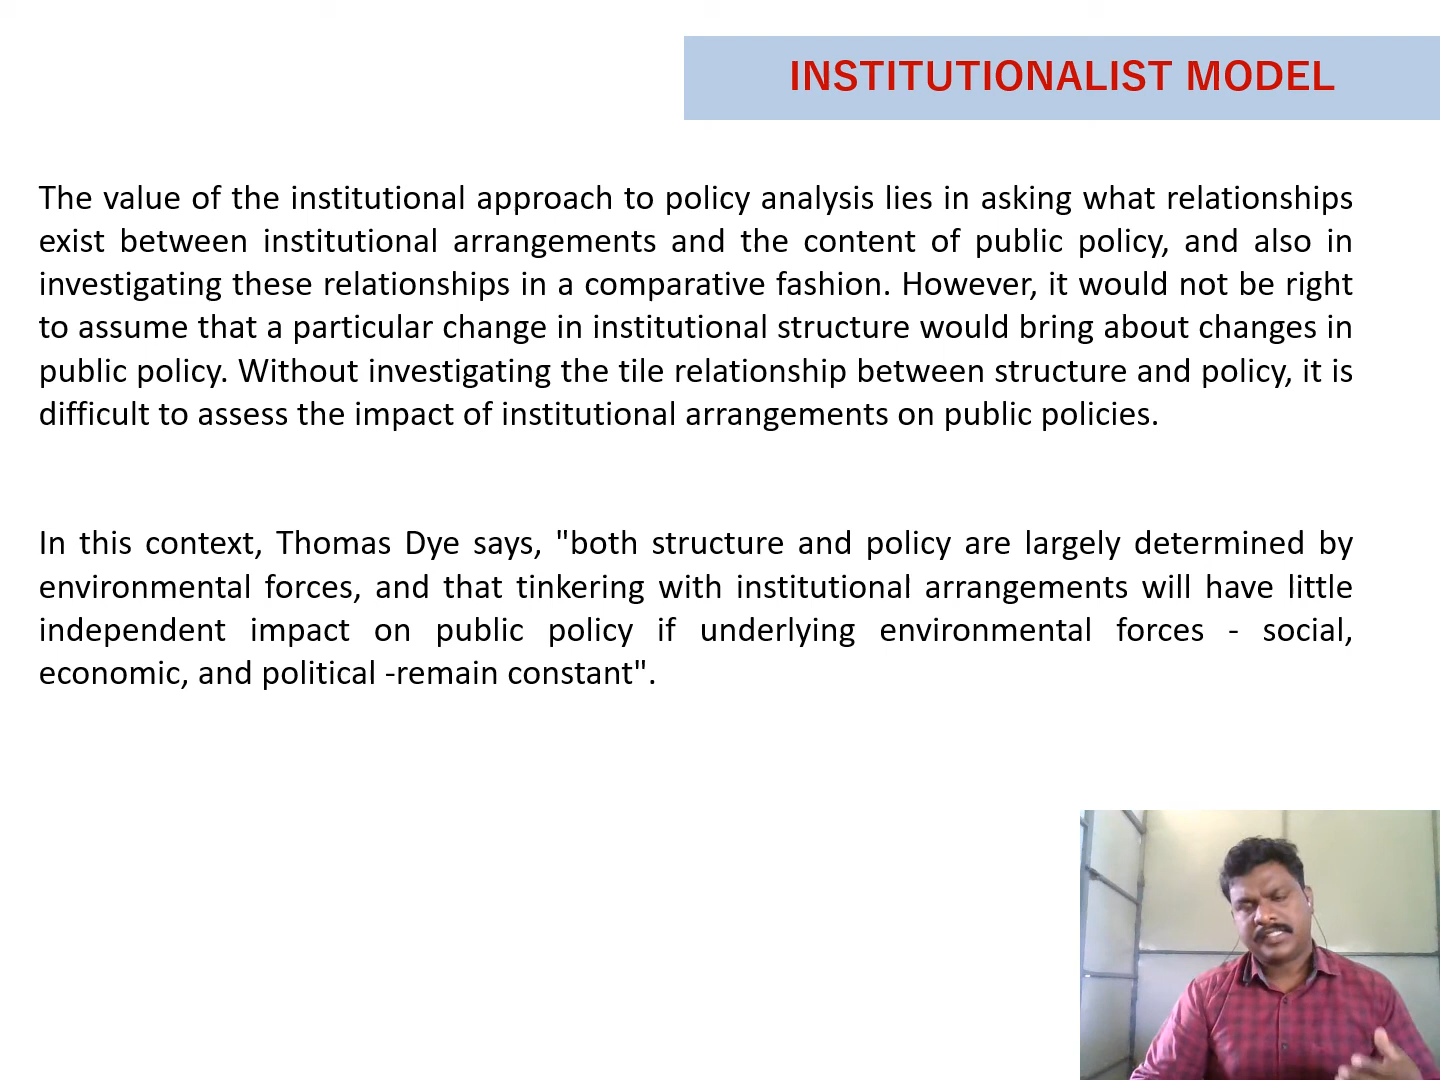 INSTITUTIONALIST MODEL
The value of the institutional approach to policy analysis lies in asking what relationships
exist between institutional arrangements and the content of public policy, and also in
investigating these relationships in a comparative fashion. However, it would not be right
to assume that a particular change in institutional structure would bring about changes in
public policy. Without investigating the tile relationship between structure and policy, it is
difficult to assess the impact of institutional arrangements on public policies.
In this context, Thomas Dye says, "both structure and policy are largely determined by
environmental forces, and that tinkering with institutional arrangements will have little
independent impact on public policy if underlying environmental forces - social,
economic, and political -remain constant".